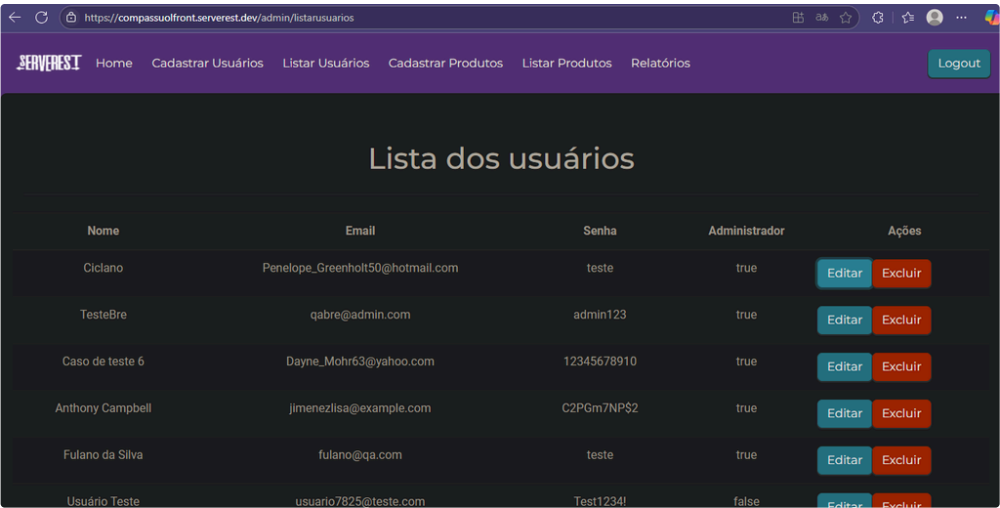 https://compassuolfront.serverest.dev/admin/listarusuarios
SERVEREST Home Cadastrar Usuários Listar Usuários Cadastrar Produtos Listar Produtos Relatórios Logout
Lista dos usuários
Nome Email Senha Administrador Ações
Ciclano Penelope_Greenholt50@hotmail.com teste true Editar Excluir
TesteBre qabre@admin.com admin123 true Editar Excluir
Caso de teste 6 Dayne_Mohr63@yahoo.com 12345678910 true Editar Excluir
Anthony Campbell jimenezlisa@example.com C2PGm7NP$2 true Editar Excluir
Fulano da Silva fulano@qa.com teste true Editar Excluir
Usuário Teste usuario7825@teste.com Test1234! false Editar Excluir